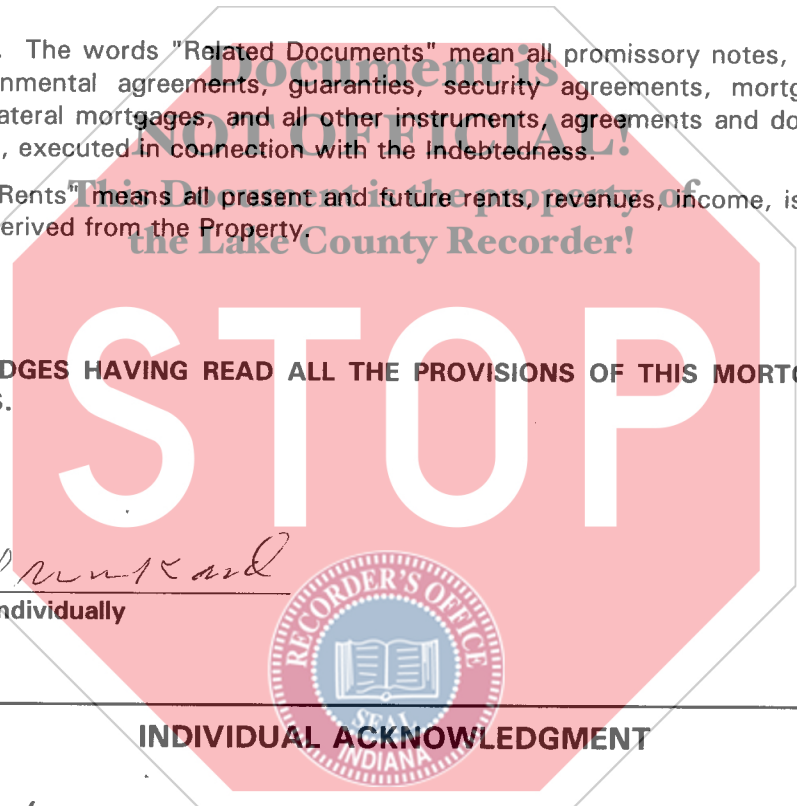 . The words "Related Documents" mean all promissory notes,
nmental agreements, guaranties, security agreements, mortg
ateral mortgages, and all other instruments, agreements and do
, executed in connection with the Indebtedness.
Rents" means all present and future rents, revenues, income, is
erived from the Property.
Document is
NOT OFFICIAL!
This Document is the property of
the Lake County Recorder!
STOP
DGES HAVING READ ALL THE PROVISIONS OF THIS MORTG
S.
ndividually
RECORDER'S OFFICE
SEAL
INDIANA
INDIVIDUAL ACKNOWLEDGMENT